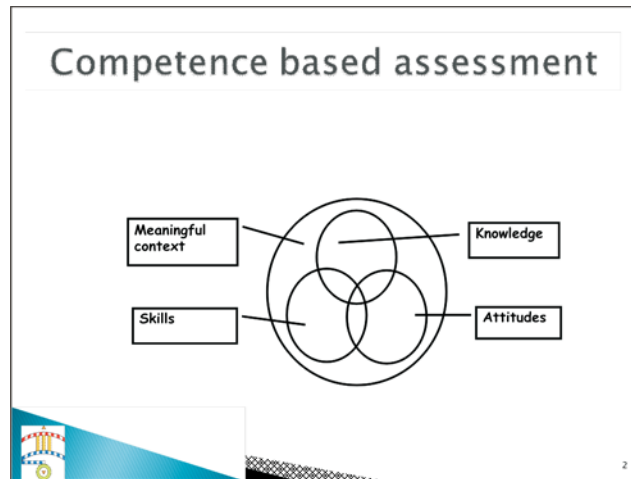 Competence based assessment
Meaningful
context
Knowledge
Skills
Attitudes
2